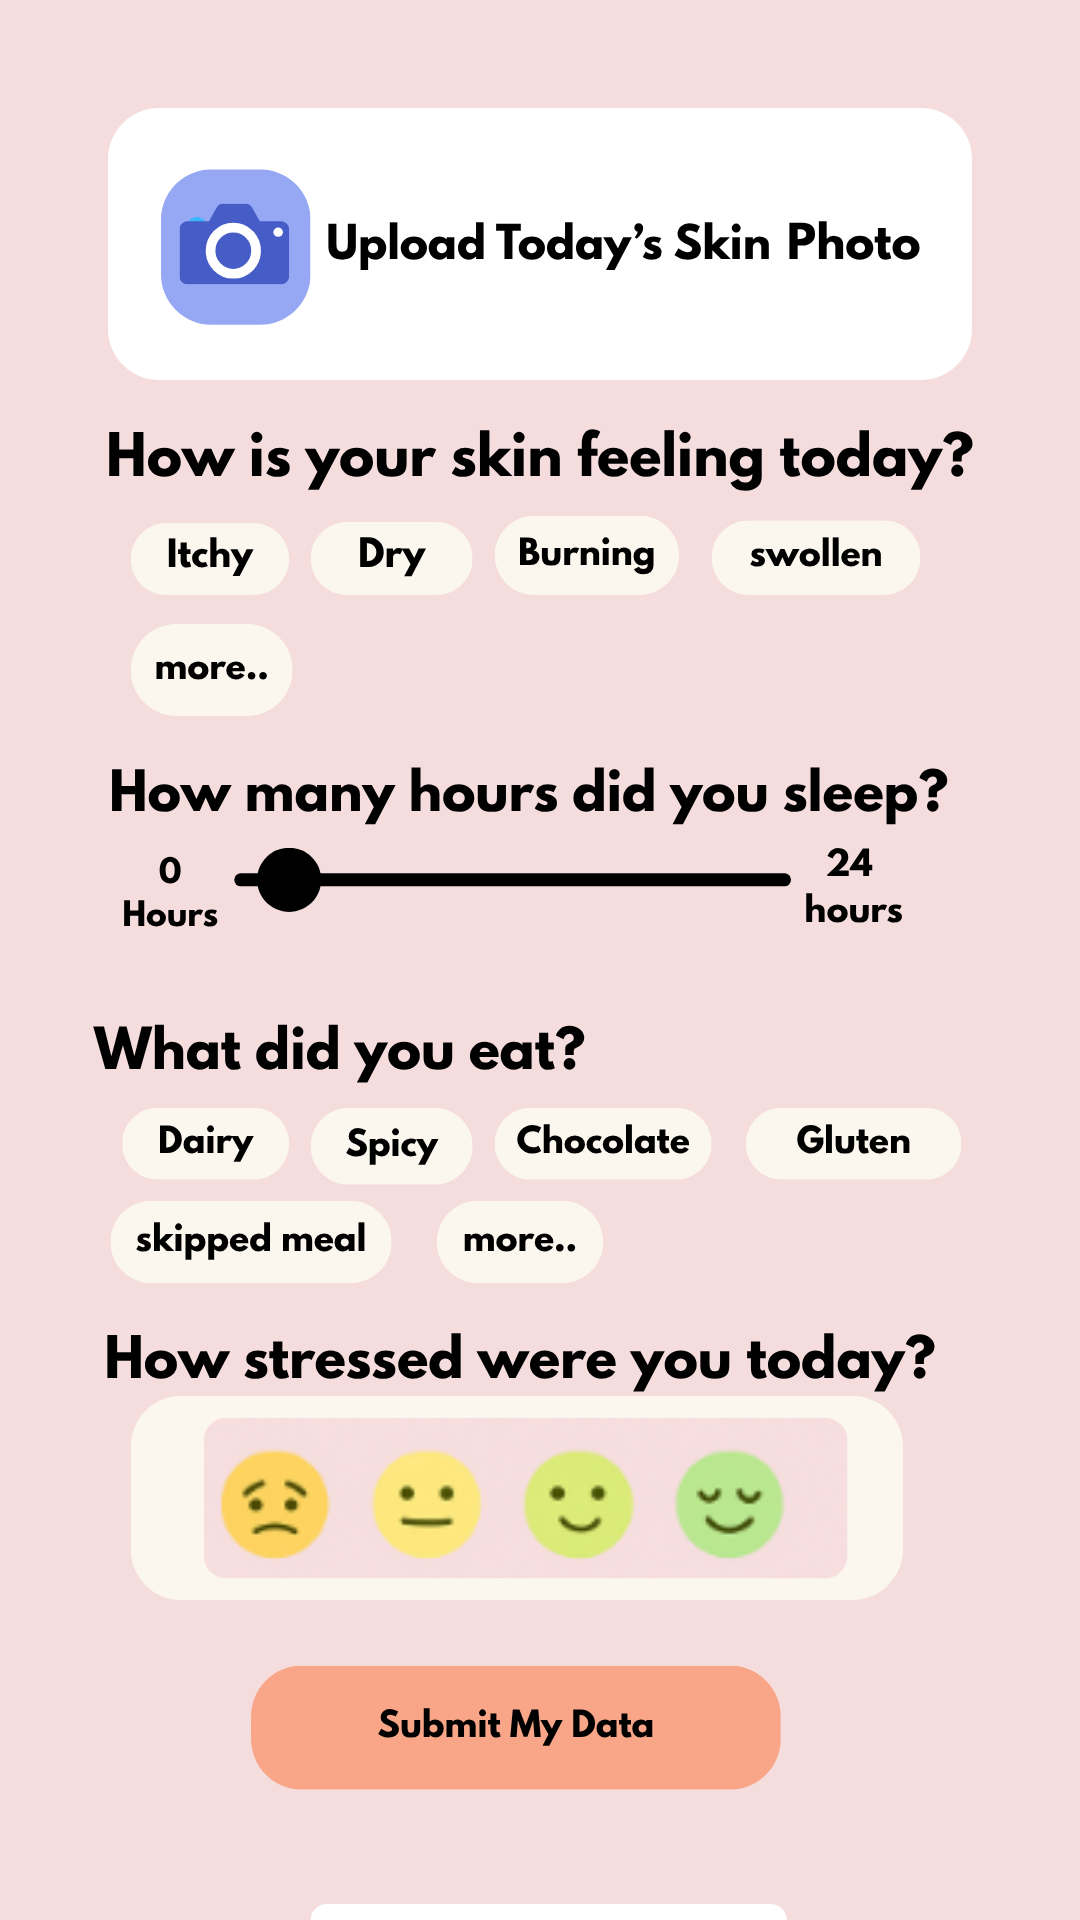 Upload Today’s Skin Photo
How is your skin feeling today?
Itchy
Dry
Burning
swollen
more..
How many hours did you sleep?
0
Hours
24
hours
What did you eat?
Dairy
Spicy
Chocolate
Gluten
skipped meal
more..
How stressed were you today?
Submit My Data